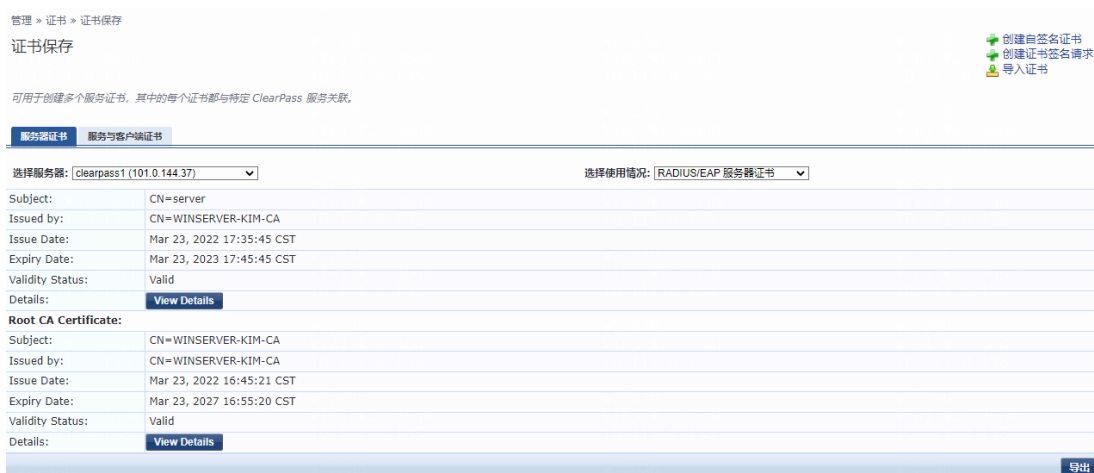 管理 » 证书 » 证书保存
证书保存
创建自签名证书
创建证书签名请求
导入证书
可用于创建多个服务证书，其中的每个证书都与特定 ClearPass 服务关联。
服务器证书 服务与客户端证书
选择服务器: clearpass1 (101.0.144.37) 选择使用情况: RADIUS/EAP 服务器证书
Subject: CN=server
Issued by: CN=WINSERVER-KIM-CA
Issue Date: Mar 23, 2022 17:35:45 CST
Expiry Date: Mar 23, 2023 17:45:45 CST
Validity Status: Valid
Details: View Details
Root CA Certificate:
Subject: CN=WINSERVER-KIM-CA
Issued by: CN=WINSERVER-KIM-CA
Issue Date: Mar 23, 2022 16:45:21 CST
Expiry Date: Mar 23, 2027 16:55:20 CST
Validity Status: Valid
Details: View Details
导出